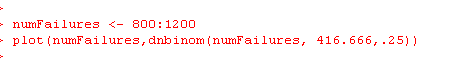 >
> numFailures <- 800:1200
> plot(numFailures,dnbinom(numFailures, 416.666,.25))
>